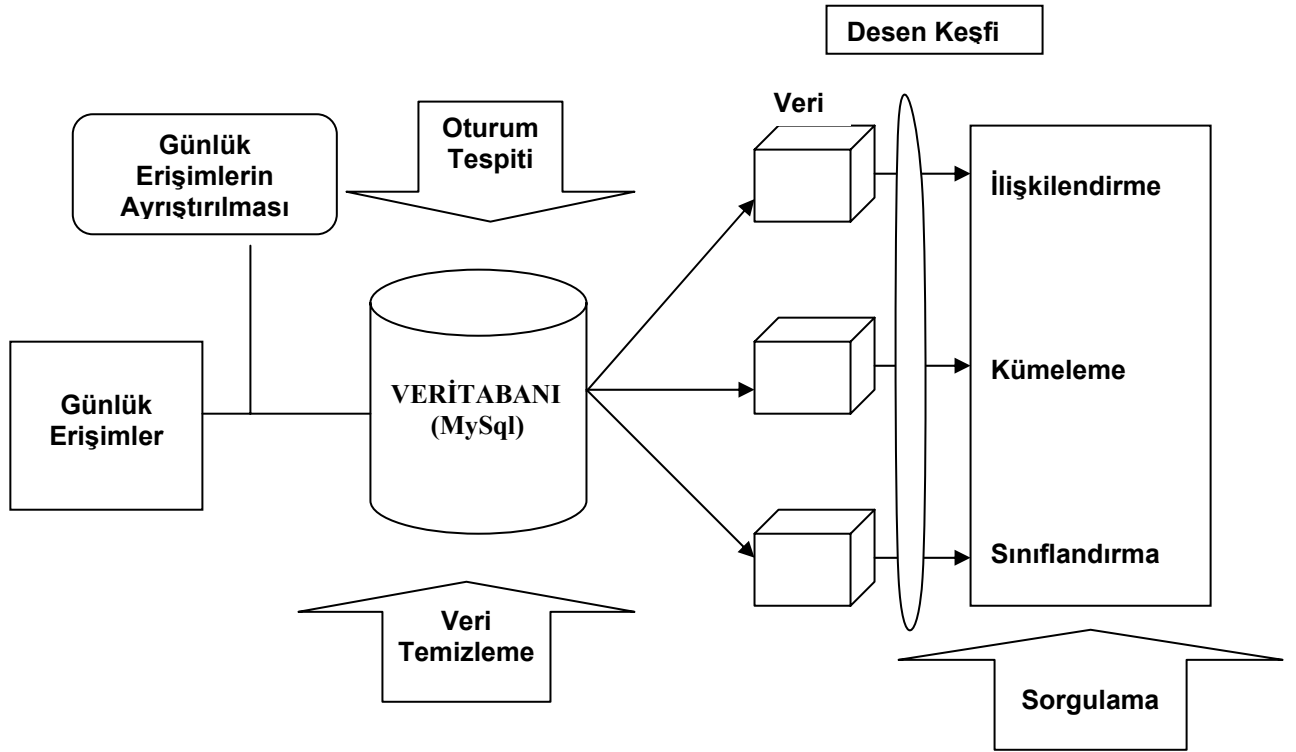 Desen Keşfi
Veri
Oturum
Tespiti
Günlük
Erişimlerin
Ayrıştırılması
İlişkilendirme
Günlük
Erişimler
VERİTABANI
(MySql)
Kümeleme
Sınıflandırma
Veri
Temizleme
Sorgulama